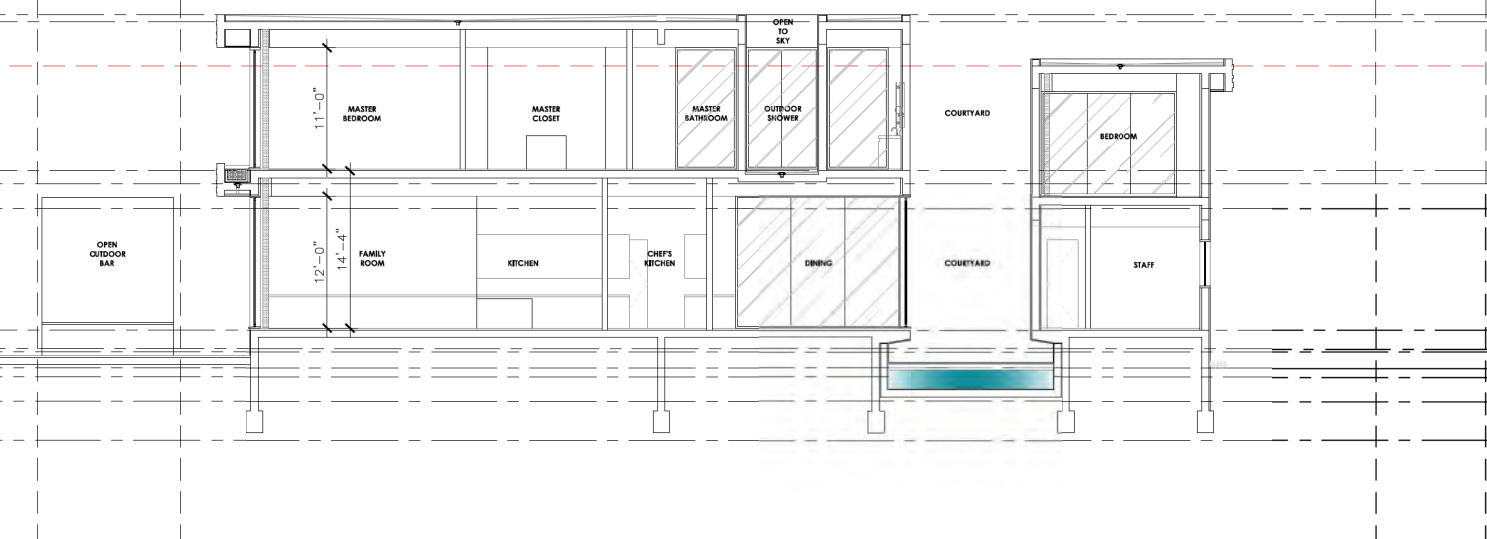 OPEN
TO
SKY
11'-0"
MASTER
BEDROOM
MASTER
CLOSET
MASTER
BATHROOM
OUTDOOR
SHOWER
COURTYARD
BEDROOM
OPEN
OUTDOOR
BAR
12'-0"
14'-4"
FAMILY
ROOM
KITCHEN
CHEF'S
KITCHEN
DINING
COURTYARD
STAFF